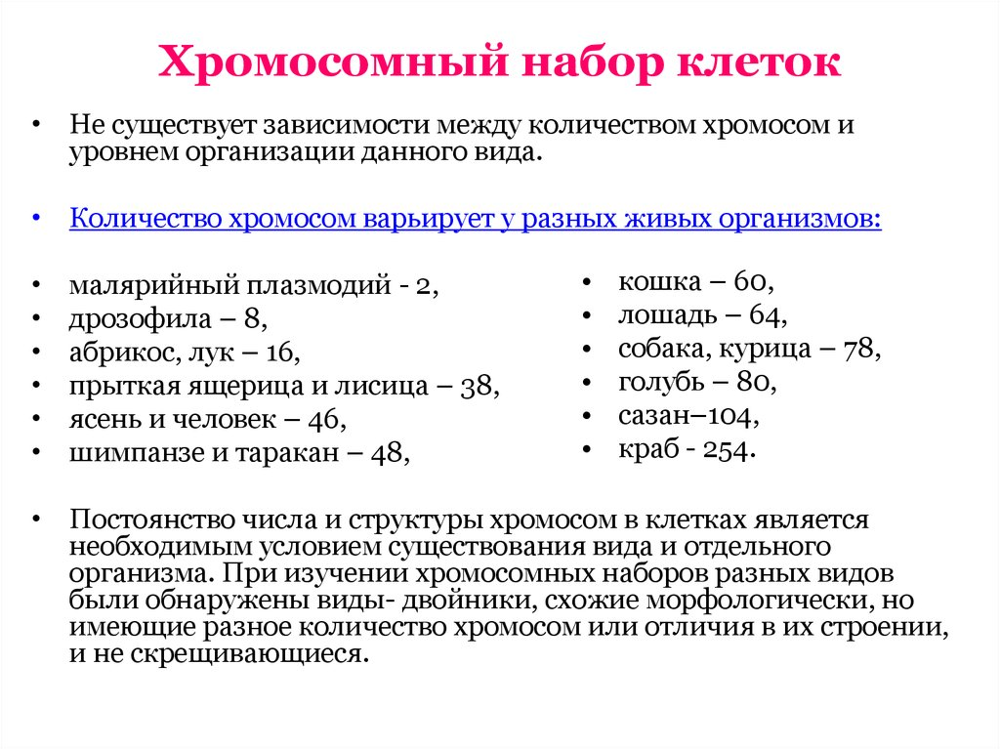 Хромосомный набор клеток
• Не существует зависимости между количеством хромосом и
уровнем организации данного вида.
• Количество хромосом варьирует у разных живых организмов:
• малярийный плазмодий - 2,
• дрозофила – 8,
• абрикос, лук – 16,
• прыткая ящерица и лисица – 38,
• ясень и человек – 46,
• шимпанзе и таракан – 48,
• кошка – 60,
• лошадь – 64,
• собака, курица – 78,
• голубь – 80,
• сазан–104,
• краб - 254.
• Постоянство числа и структуры хромосом в клетках является
необходимым условием существования вида и отдельного
организма. При изучении хромосомных наборов разных видов
были обнаружены виды- двойники, схожие морфологически, но
имеющие разное количество хромосом или отличия в их строении,
и не скрещивающиеся.